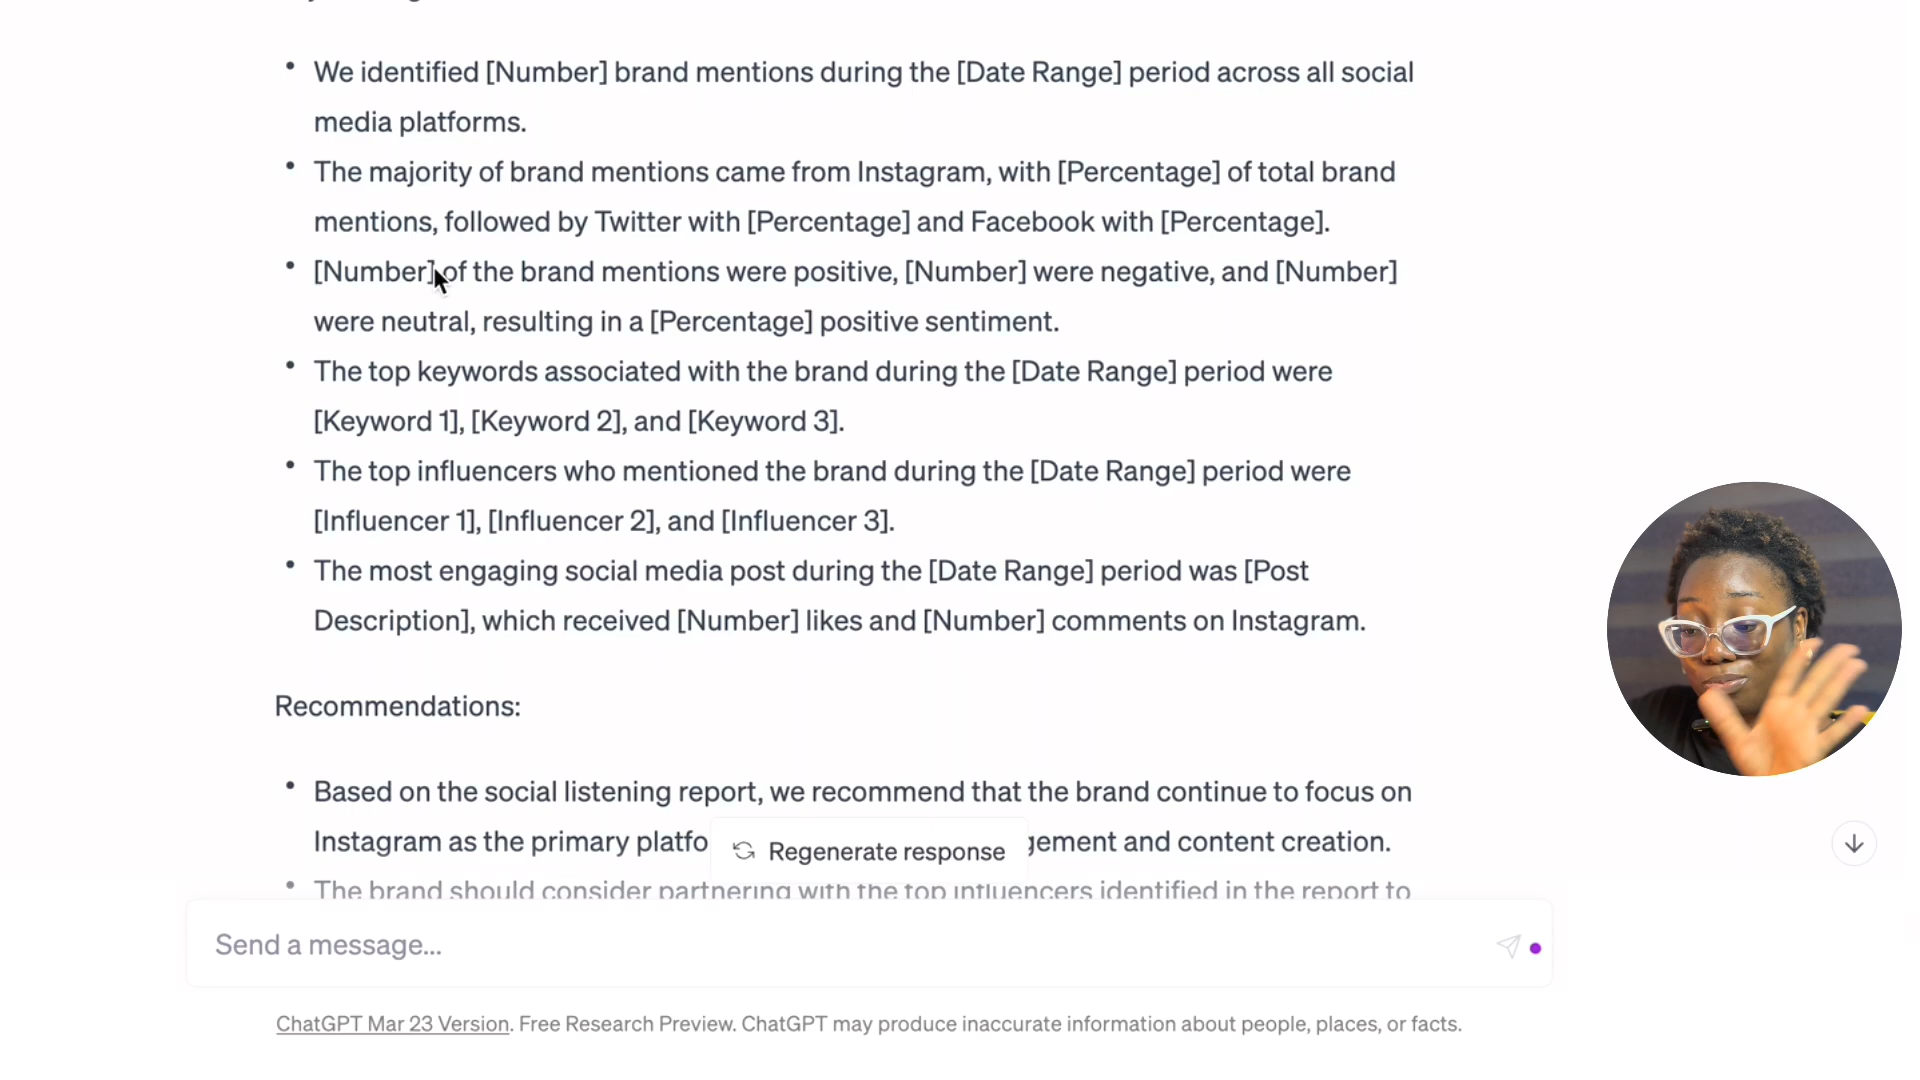 We identified [Number] brand mentions during the [Date Range] period across all social
media platforms.
The majority of brand mentions came from Instagram, with [Percentage] of total brand
mentions, followed by Twitter with [Percentage] and Facebook with [Percentage].
[Number] of the brand mentions were positive, [Number] were negative, and [Number]
were neutral, resulting in a [Percentage] positive sentiment.
The top keywords associated with the brand during the [Date Range] period were
[Keyword 1], [Keyword 2], and [Keyword 3].
The top influencers who mentioned the brand during the [Date Range] period were
[Influencer 1], [Influencer 2], and [Influencer 3].
The most engaging social media post during the [Date Range] period was [Post
Description], which received [Number] likes and [Number] comments on Instagram.
Recommendations:
Based on the social listening report, we recommend that the brand continue to focus on
Instagram as the primary and content creation.
Regenerate response
The brand should consider partnering with the top influencers identified in the report to
Send a message...
ChatGPT Mar 23 Version. Free Research Preview. ChatGPT may produce inaccurate information about people, places, or facts.